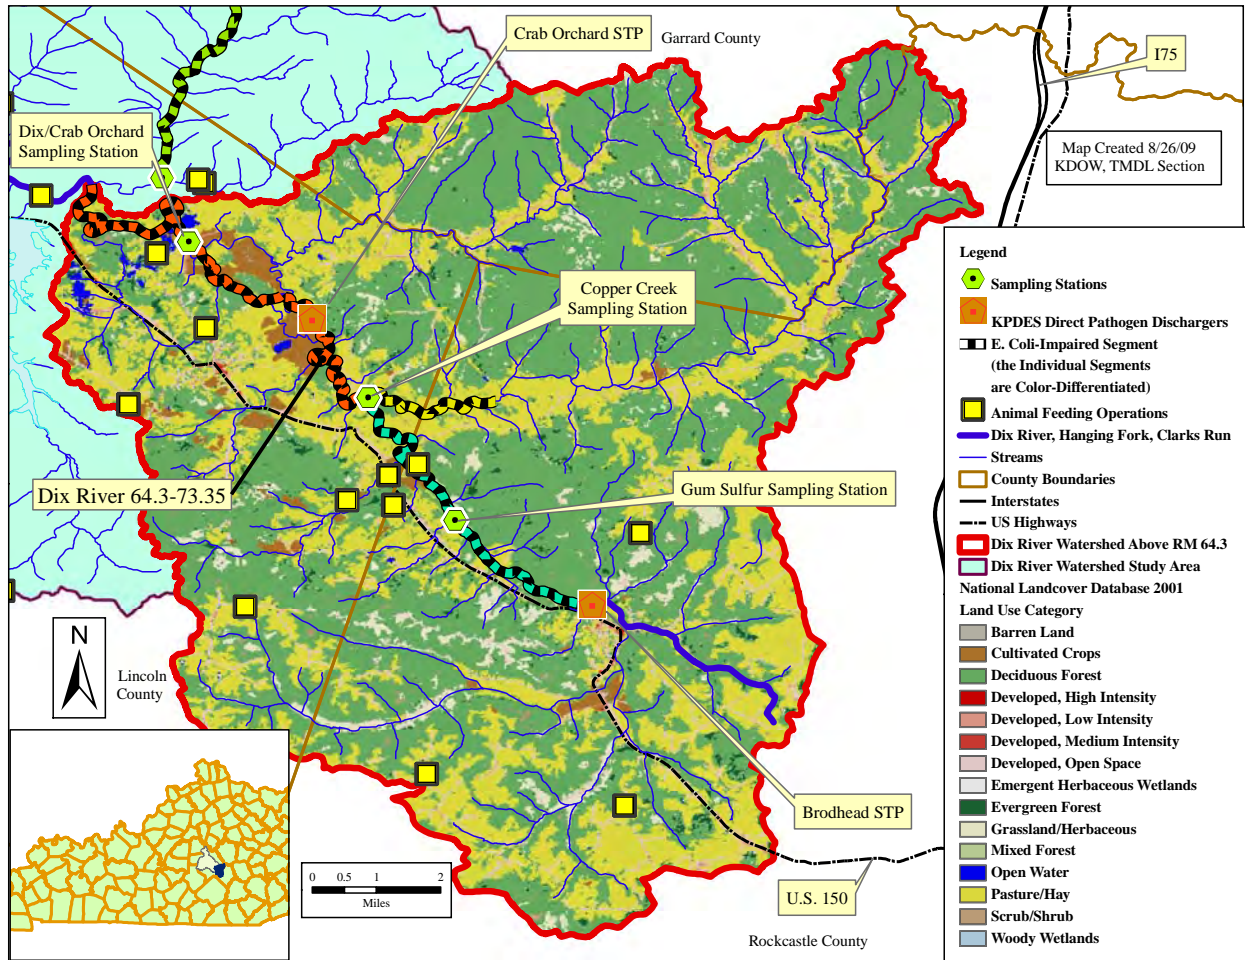 Crab Orchard STP
Garrard County
I75
Dix/Crab Orchard
Sampling Station
Map Created 8/26/09
KDOW, TMDL Section
Copper Creek
Sampling Station
Dix River 64.3-73.35
Gum Sulfur Sampling Station
N
Lincoln
County
Brodhead STP
U.S. 150
Rockcastle County
0 0.5 1 2
Miles
Legend
Sampling Stations
KPDES Direct Pathogen Dischargers
E. Coli-Impaired Segment
(the Individual Segments
are Color-Differentiated)
Animal Feeding Operations
Dix River, Hanging Fork, Clarks Run
Streams
County Boundaries
Interstates
US Highways
Dix River Watershed Above RM 64.3
Dix River Watershed Study Area
National Landcover Database 2001
Land Use Category
Barren Land
Cultivated Crops
Deciduous Forest
Developed, High Intensity
Developed, Low Intensity
Developed, Medium Intensity
Developed, Open Space
Emergent Herbaceous Wetlands
Evergreen Forest
Grassland/Herbaceous
Mixed Forest
Open Water
Pasture/Hay
Scrub/Shrub
Woody Wetlands